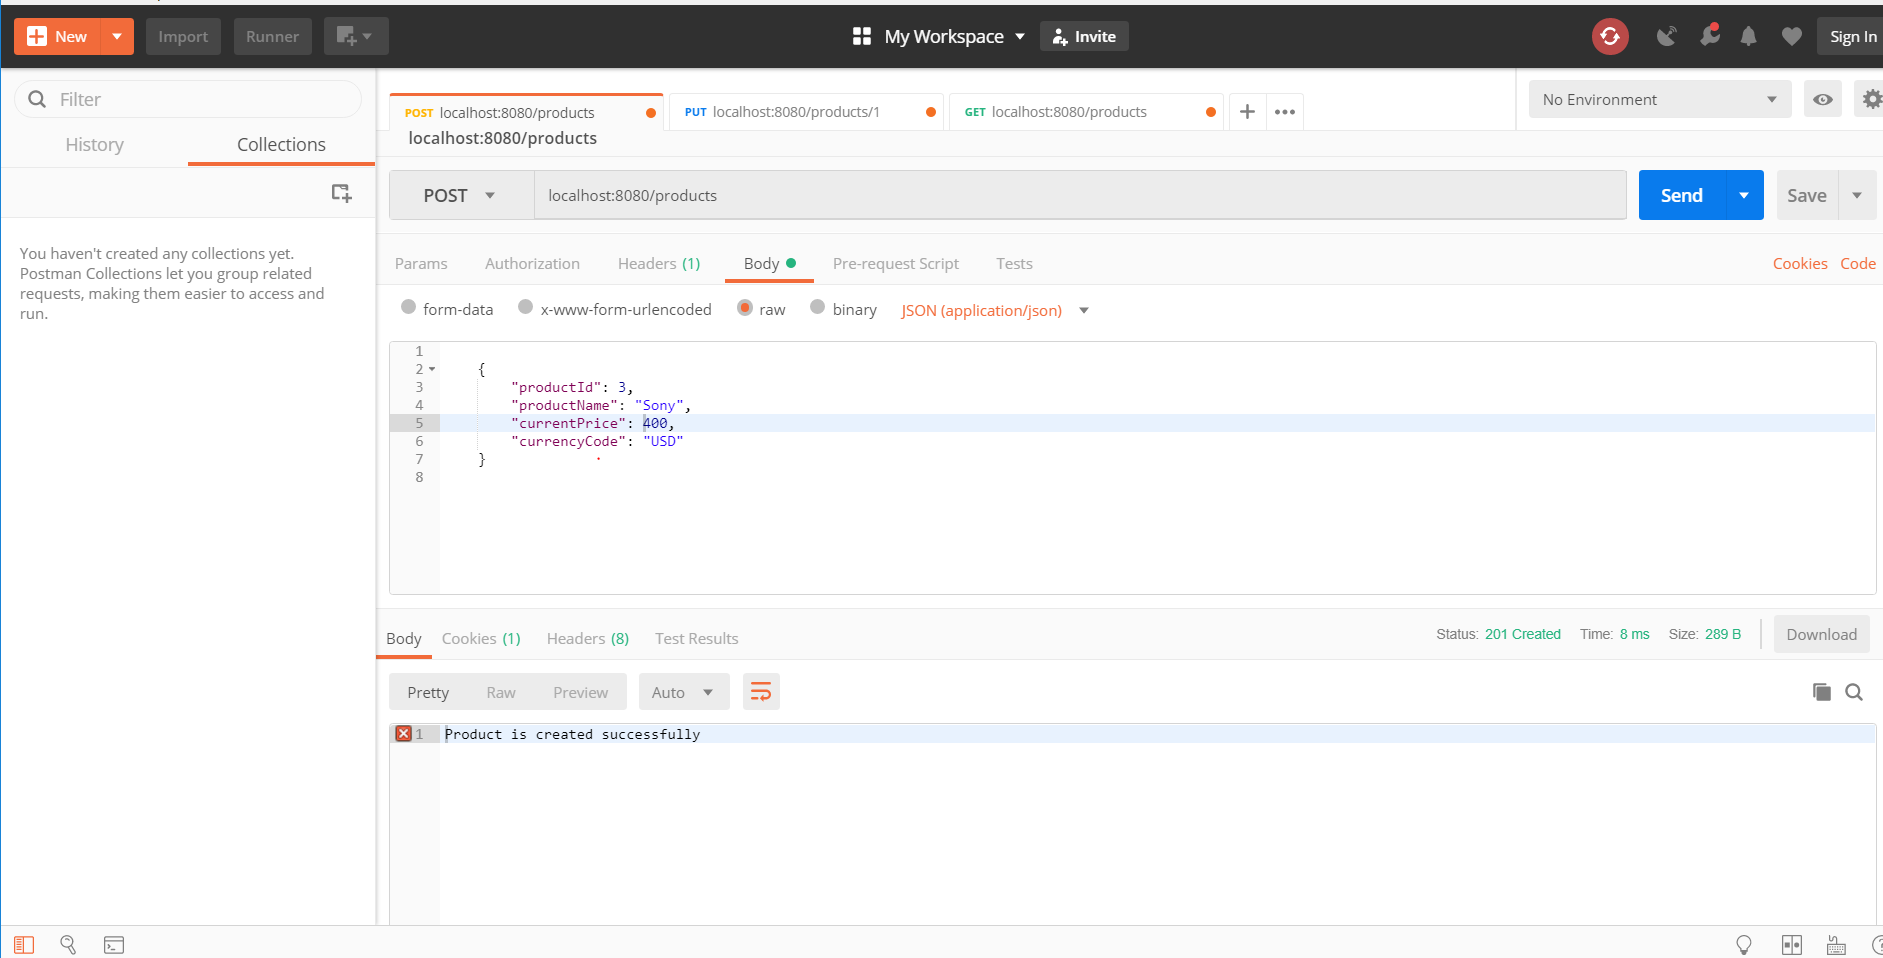 New Import Runner My Workspace Invite Sign In
Filter
History Collections
You haven't created any collections yet.
Postman Collections let you group related
requests, making them easier to access and
run.
POST localhost:8080/products PUT localhost:8080/products/1 GET localhost:8080/products No Environment
localhost:8080/products
POST localhost:8080/products Send Save
Params Authorization Headers (1) Body Pre-request Script Tests Cookies Code
form-data x-www-form-urlencoded raw binary JSON (application/json)
1
2 {
3 "productId": 3,
4 "productName": "Sony",
5 "currentPrice": 400,
6 "currencyCode": "USD"
7 }
8
Body Cookies (1) Headers (8) Test Results Status: 201 Created Time: 8 ms Size: 289 B Download
Pretty Raw Preview Auto
1 Product is created successfully